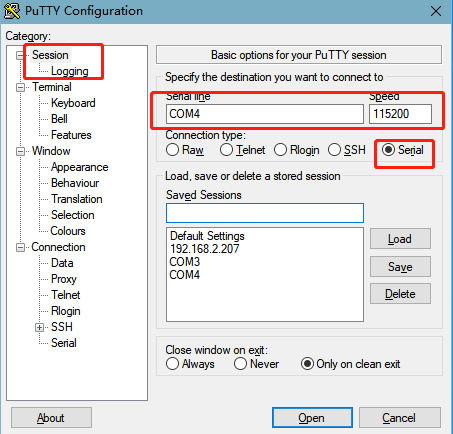 PuTTY Configuration
Category:
Session
Logging
Terminal
Keyboard
Bell
Features
Window
Appearance
Behaviour
Translation
Selection
Colours
Connection
Data
Proxy
Telnet
Rlogin
SSH
Serial
Basic options for your PuTTY session
Specify the destination you want to connect to
Serial line Speed
COM4 115200
Connection type:
Raw Telnet Rlogin SSH Serial
Load, save or delete a stored session
Saved Sessions
Default Settings
192.168.2.207
COM3
COM4
Load
Save
Delete
Close window on exit:
Always Never Only on clean exit
About Open Cancel